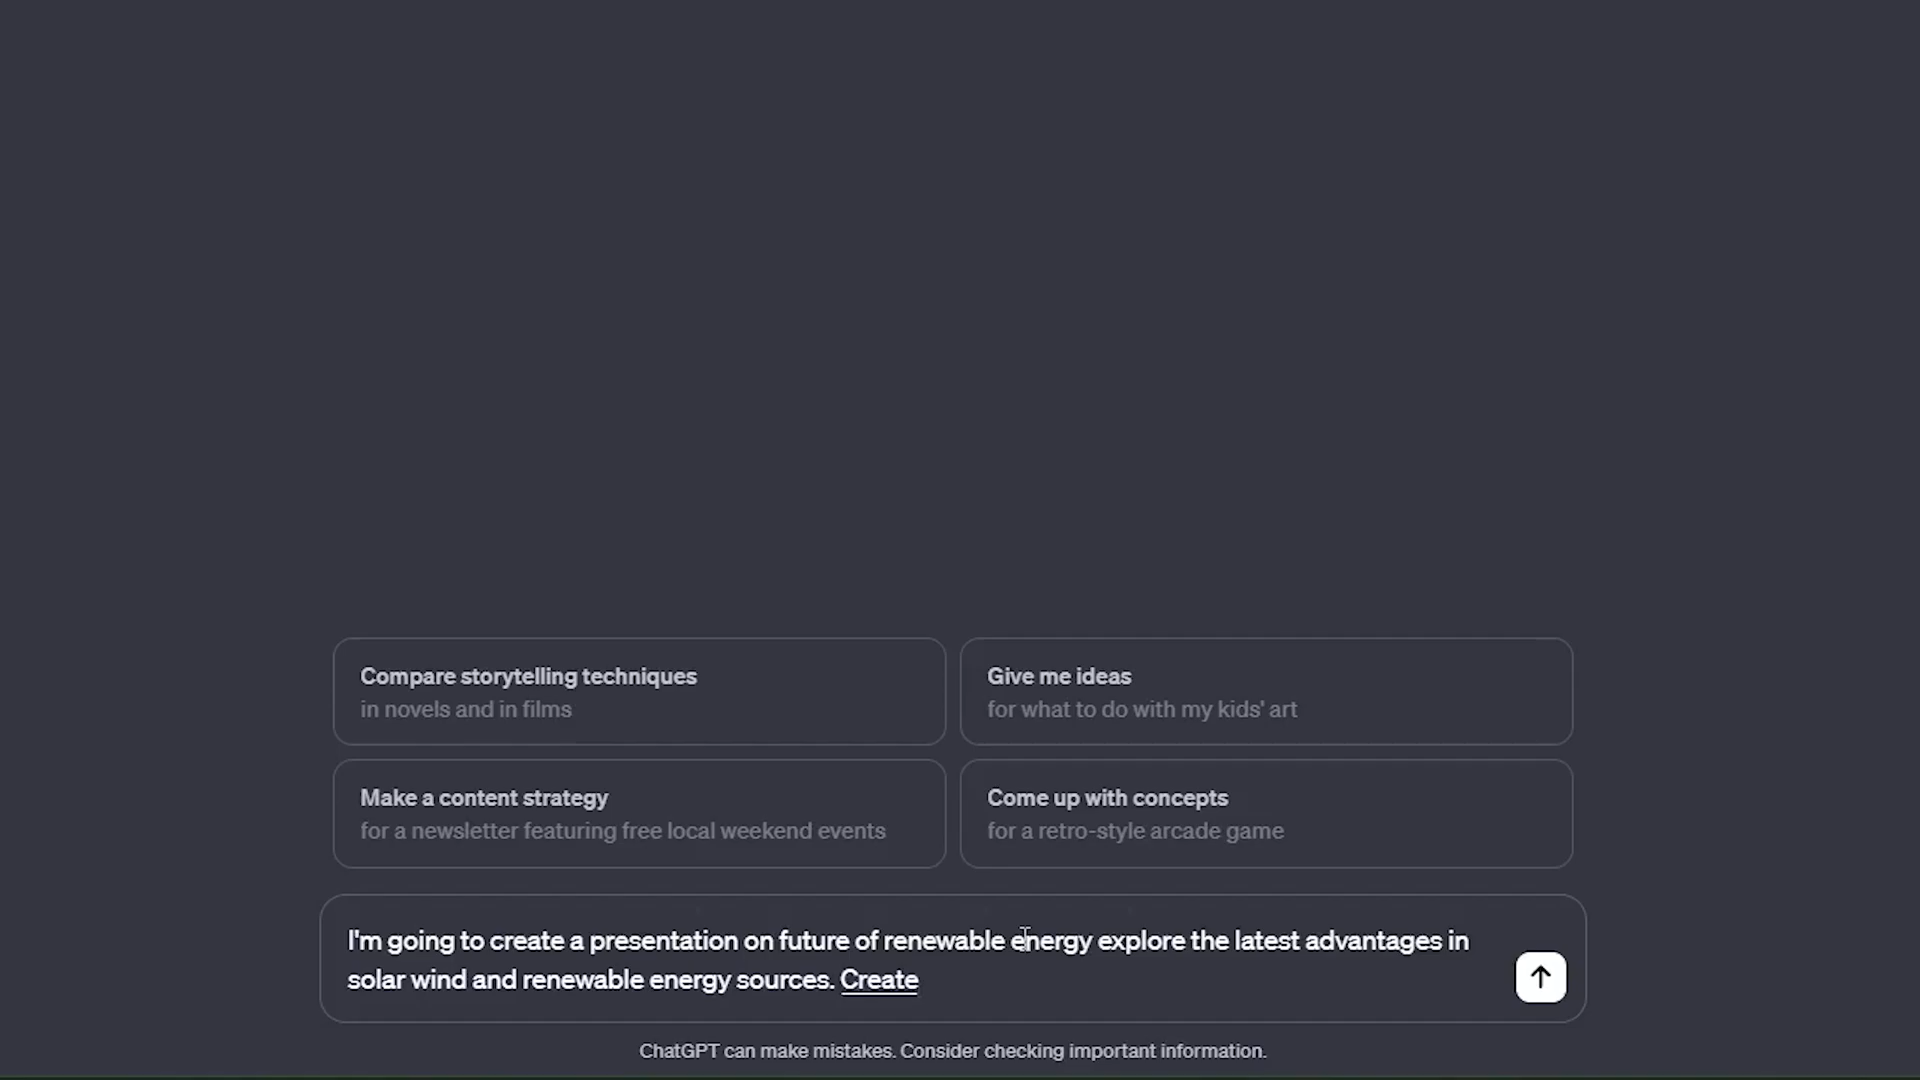 Compare storytelling techniques
in novels and in films
Give me ideas
for what to do with my kids' art
Make a content strategy
for a newsletter featuring free local weekend events
Come up with concepts
for a retro-style arcade game
I'm going to create a presentation on future of renewable energy explore the latest advantages in
solar wind and renewable energy sources. Create
ChatGPT can make mistakes. Consider checking important information.